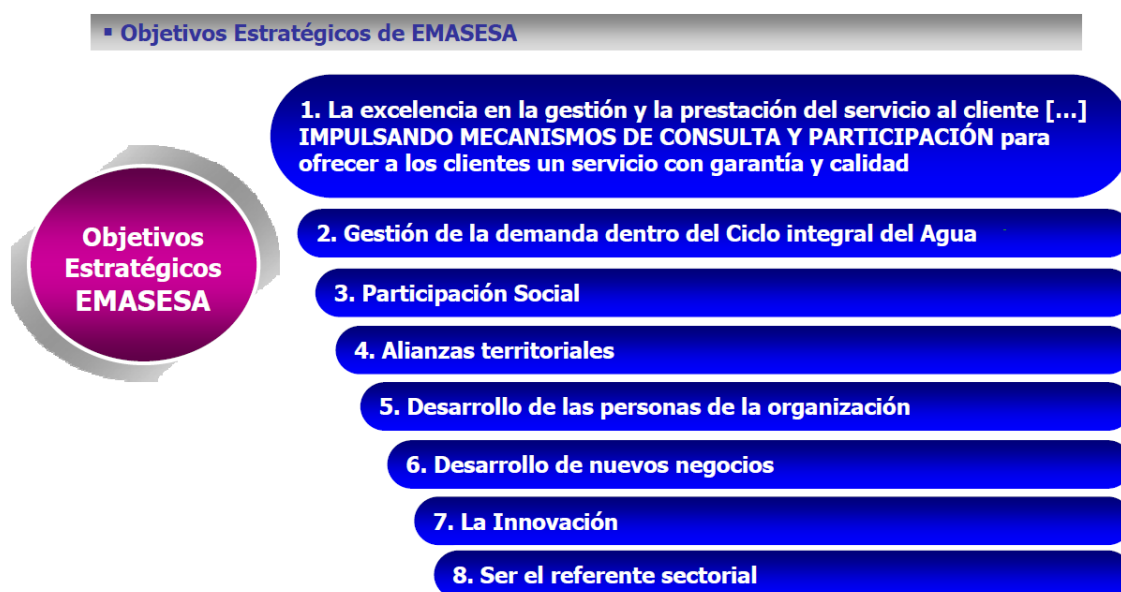 ▪ Objetivos Estratégicos de EMASESA
Objetivos
Estratégicos
EMASESA
1. La excelencia en la gestión y la prestación del servicio al cliente [...]
IMPULSANDO MECANISMOS DE CONSULTA Y PARTICIPACIÓN para
ofrecer a los clientes un servicio con garantía y calidad
2. Gestión de la demanda dentro del Ciclo integral del Agua
3. Participación Social
4. Alianzas territoriales
5. Desarrollo de las personas de la organización
6. Desarrollo de nuevos negocios
7. La Innovación
8. Ser el referente sectorial